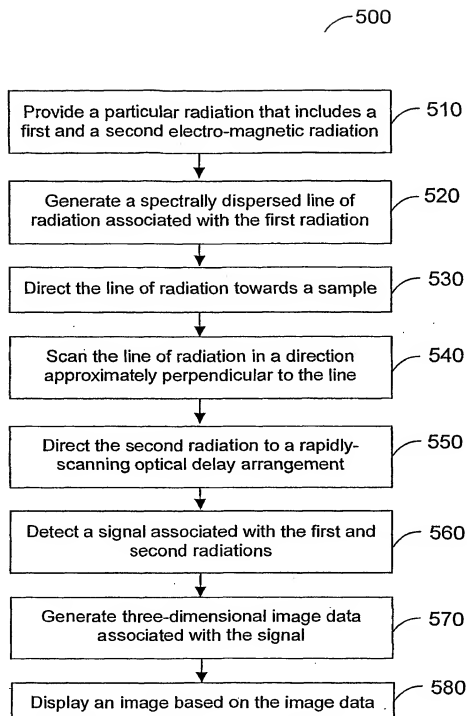 500
Provide a particular radiation that includes a
first and a second electro-magnetic radiation
510
Generate a spectrally dispersed line of
radiation associated with the first radiation
520
Direct the line of radiation towards a sample
530
Scan the line of radiation in a direction
approximately perpendicular to the line
540
Direct the second radiation to a rapidly-
scanning optical delay arrangement
550
Detect a signal associated with the first and
second radiations
560
Generate three-dimensional image data
associated with the signal
570
Display an image based on the image data
580